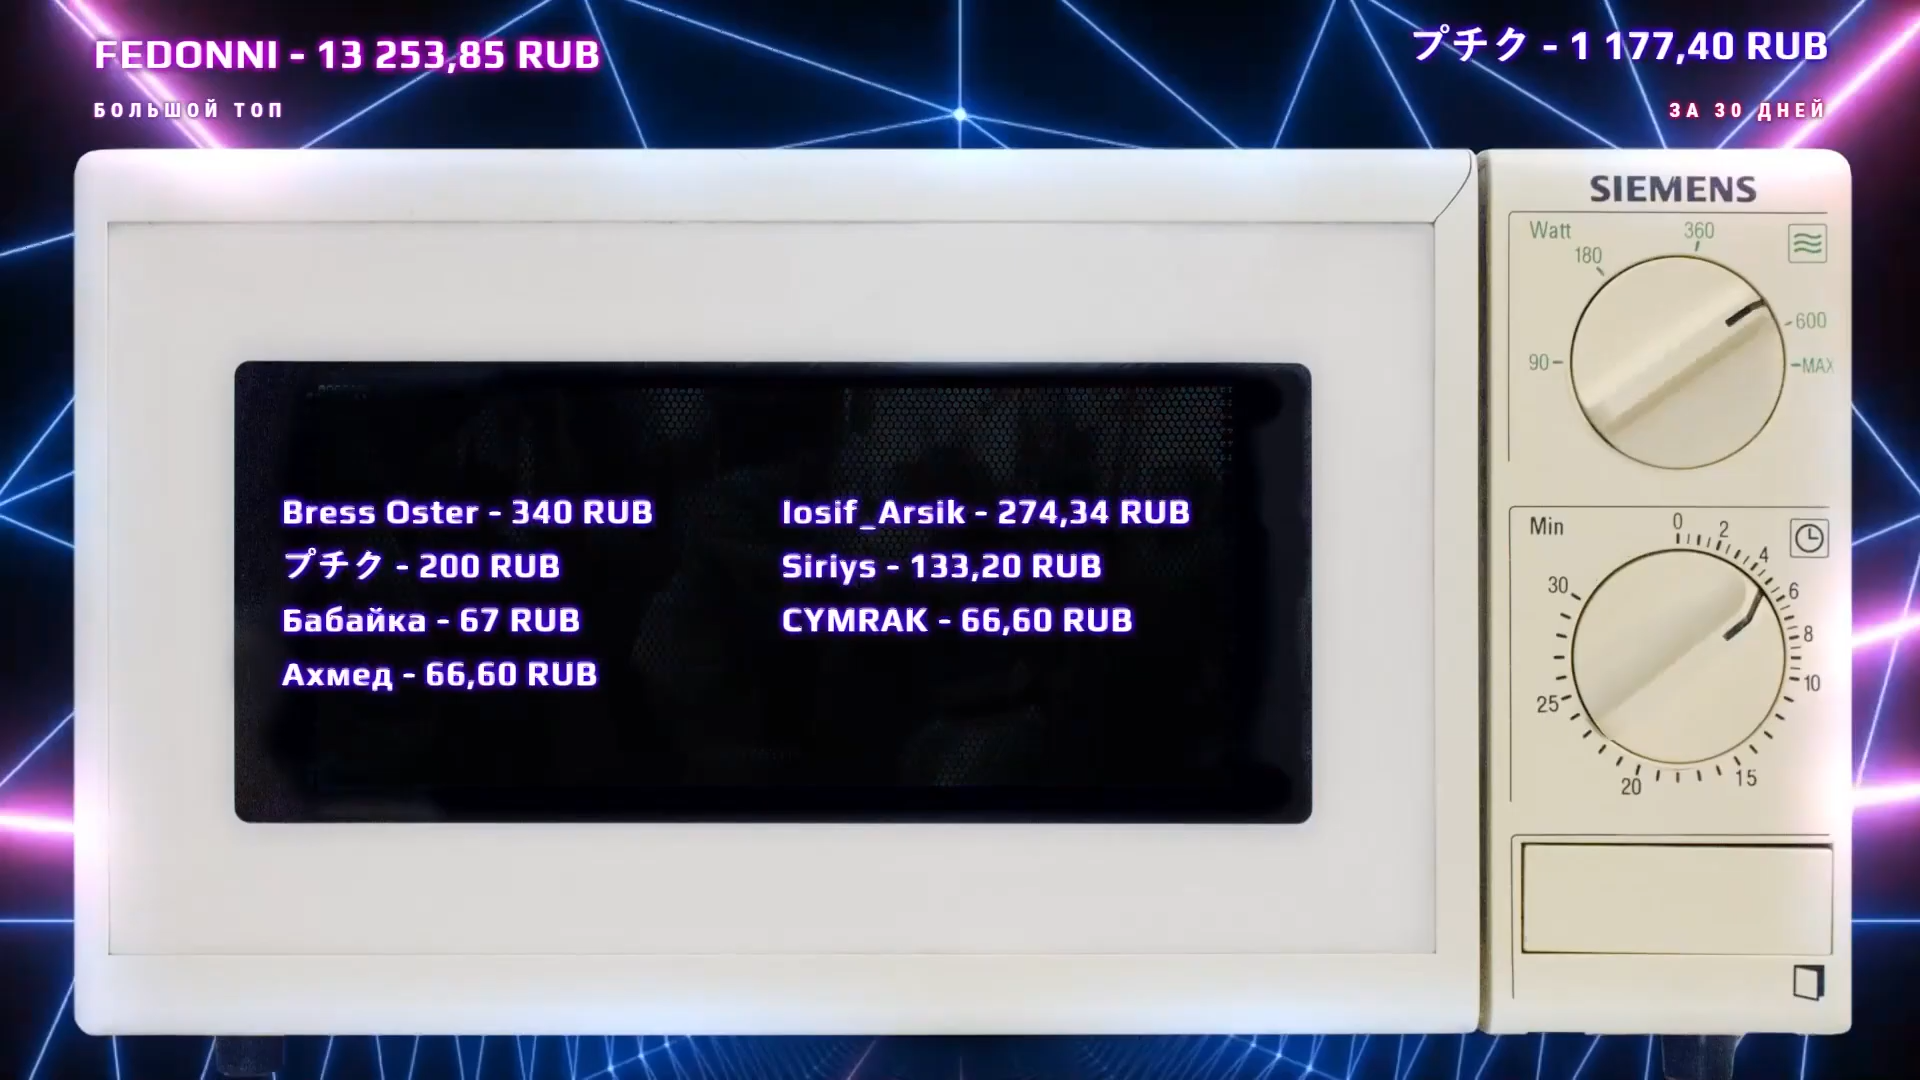 FEDONNI - 13 253,85 RUB
БОЛЬШОЙ ТОП
プチク - 1 177,40 RUB
ЗА 30 ДНЕЙ
SIEMENS
Watt
360
180
600
90
MAX
Bress Oster - 340 RUB
Iosif_Arsik - 274,34 RUB
プチク - 200 RUB
Siriys - 133,20 RUB
Бабайка - 67 RUB
CYMRAK - 66,60 RUB
Ахмед - 66,60 RUB
Min
0
2
4
6
8
10
15
20
25
30